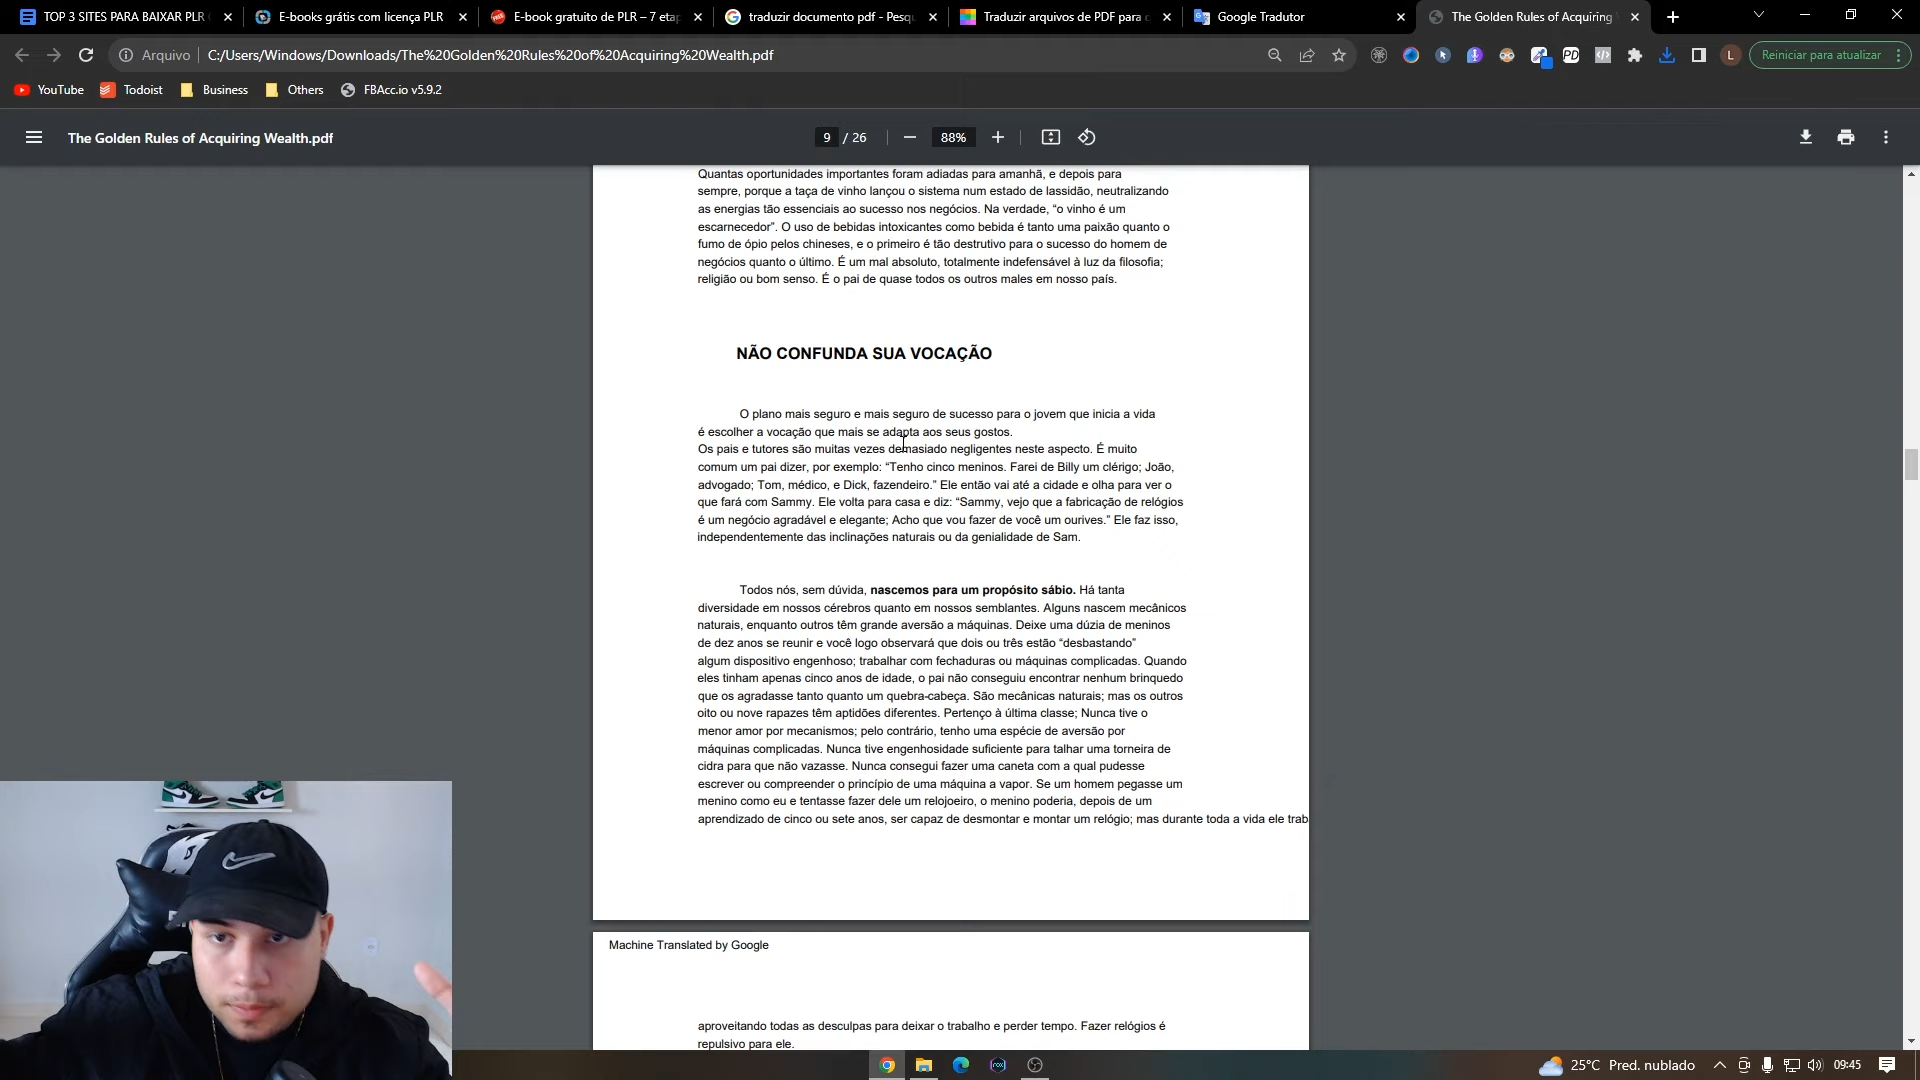 TOP 3 SITES PARA BAIXAR PLR
E-books grátis com licença PLR
E-book gratuito de PLR – 7 etap
traduzir documento pdf - Pesq
Traduzir arquivos de PDF para
Google Tradutor
The Golden Rules of Acquiring
Arquivo
C:/Users/Windows/Downloads/The%20Golden%20Rules%20of%20Acquiring%20Wealth.pdf
Reiniciar para atualizar
YouTube
Todoist
Business
Others
FBAcc.io v5.9.2
The Golden Rules of Acquiring Wealth.pdf
9 / 26
88%
Quantas oportunidades importantes foram adiadas para amanhã, e depois para
sempre, porque a taça de vinho lançou o sistema num estado de lassidão, neutralizando
as energias tão essenciais ao sucesso nos negócios. Na verdade, “o vinho é um
escarnecedor”. O uso de bebidas intoxicantes como bebida é tanto uma paixão quanto o
fumo de ópio pelos chineses, e o primeiro é tão destrutivo para o sucesso do homem de
negócios quanto o último. É um mal absoluto, totalmente indefensável à luz da filosofia;
religião ou bom senso. É o pai de quase todos os outros males em nosso país.
NÃO CONFUNDA SUA VOCAÇÃO
O plano mais seguro e mais seguro de sucesso para o jovem que inicia a vida
é escolher a vocação que mais se adapta aos seus gostos.
Os pais e tutores são muitas vezes demasiado negligentes neste aspecto. É muito
comum um pai dizer, por exemplo: “Tenho cinco meninos. Farei de Billy um clérigo; João,
advogado; Tom, médico, e Dick, fazendeiro.” Ele então vai até a cidade e olha para ver o
que fará com Sammy. Ele volta para casa e diz: “Sammy, vejo que a fabricação de relógios
é um negócio agradável e elegante; Acho que vou fazer de você um ourives.” Ele faz isso,
independentemente das inclinações naturais ou da genialidade de Sam.
Todos nós, sem dúvida, nascemos para um propósito sábio. Há tanta
diversidade em nossos cérebros quanto em nossos semblantes. Alguns nascem mecânicos
naturais, enquanto outros têm grande aversão a máquinas. Deixe uma dúzia de meninos
de dez anos se reunir e você logo observará que dois ou três estão “desbastando”
algum dispositivo engenhoso; trabalhar com fechaduras ou máquinas complicadas. Quando
eles tinham apenas cinco anos de idade, o pai não conseguiu encontrar nenhum brinquedo
que os agradasse tanto quanto um quebra-cabeça. São mecânicas naturais; mas os outros
oito ou nove rapazes têm aptidões diferentes. Pertenço à última classe; Nunca tive o
menor amor por mecanismos; pelo contrário, tenho uma espécie de aversão por
máquinas complicadas. Nunca tive engenhosidade suficiente para talhar uma torneira de
cidra para que não vazasse. Nunca consegui fazer uma caneta com a qual pudesse
escrever ou compreender o princípio de uma máquina a vapor. Se um homem pegasse um
menino como eu e tentasse fazer dele um relojoeiro, o menino poderia, depois de um
aprendizado de cinco ou sete anos, ser capaz de desmontar e montar um relógio; mas durante toda a vida ele trab
Machine Translated by Google
aproveitando todas as desculpas para deixar o trabalho e perder tempo. Fazer relógios é
repulsivo para ele.
25°C Pred. nublado
09:45